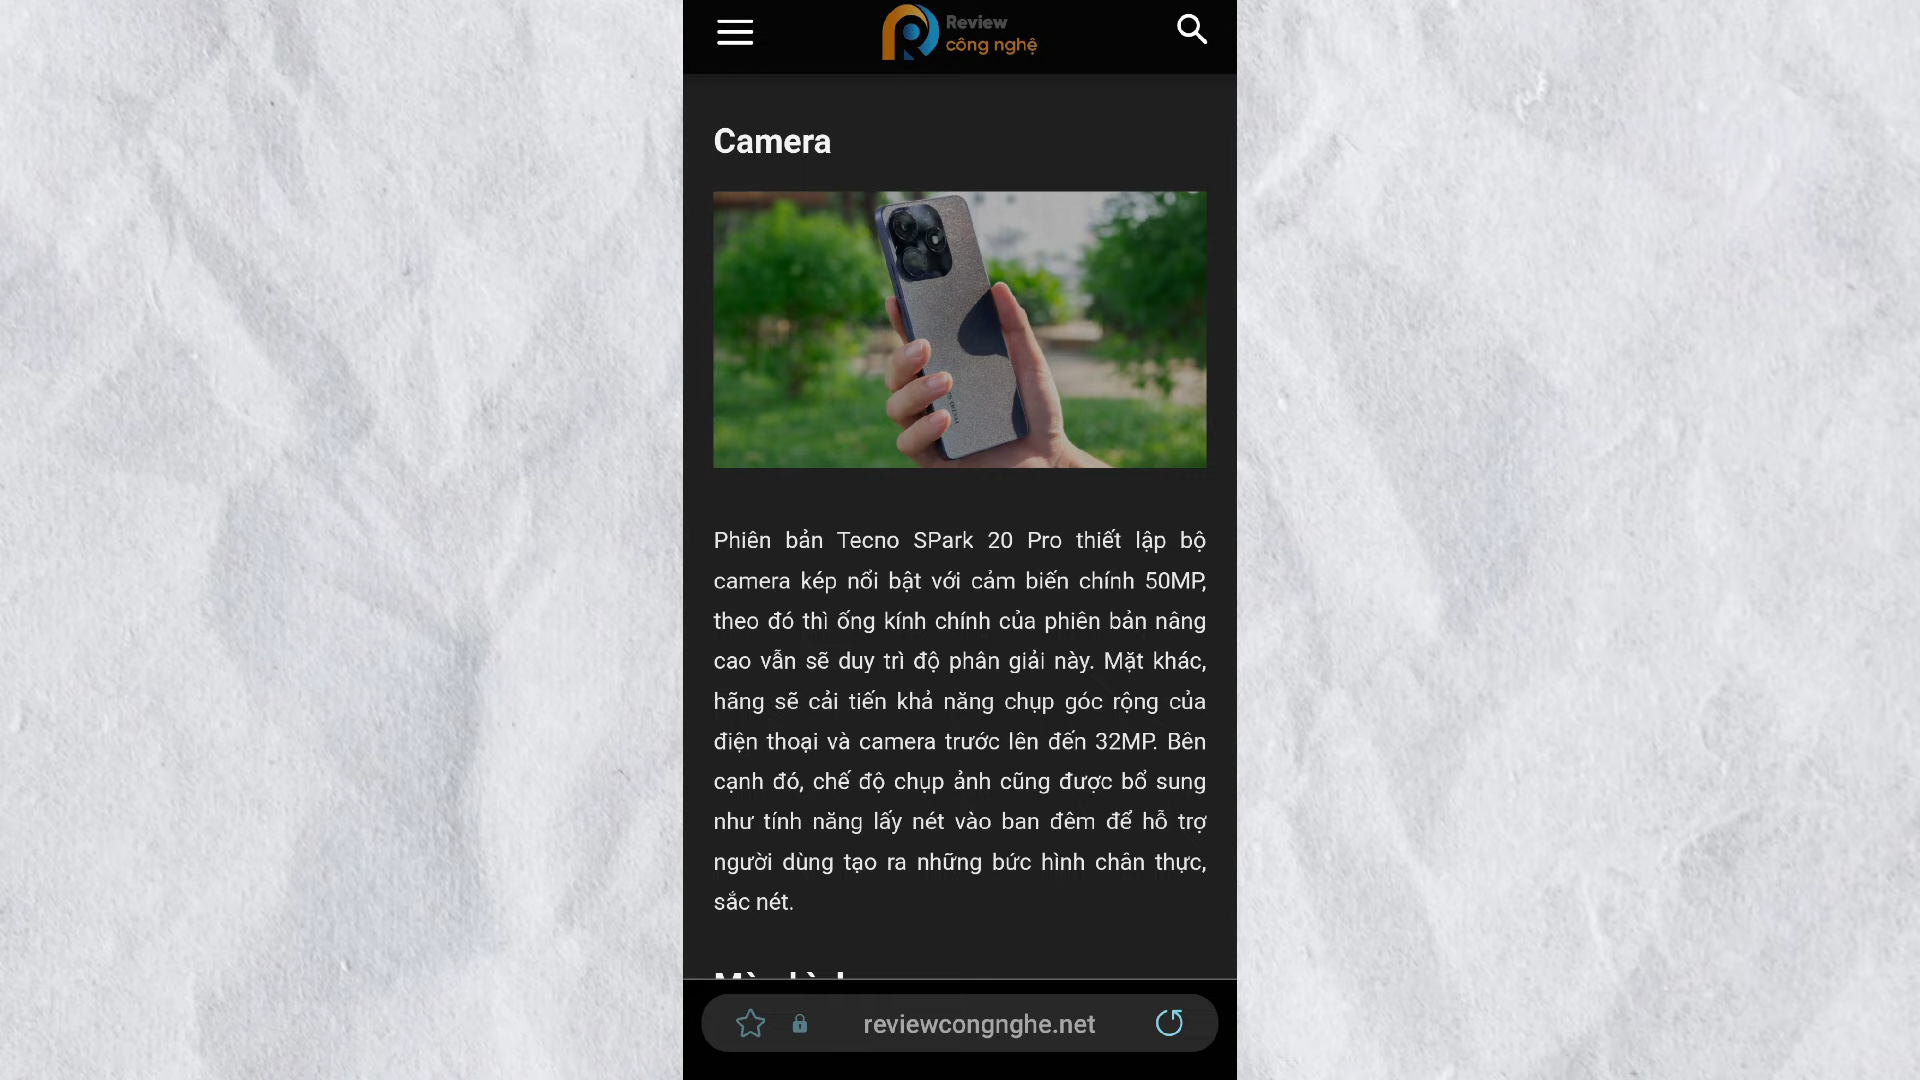 Review
công nghệ
Camera
Phiên bản Tecno SPark 20 Pro thiết lập bộ
camera kép nổi bật với cảm biến chính 50MP,
theo đó thì ống kính chính của phiên bản nâng
cao vẫn sẽ duy trì độ phân giải này. Mặt khác,
hãng sẽ cải tiến khả năng chụp góc rộng của
điện thoại và camera trước lên đến 32MP. Bên
cạnh đó, chế độ chụp ảnh cũng được bổ sung
như tính năng lấy nét vào ban đêm để hỗ trợ
người dùng tạo ra những bức hình chân thực,
sắc nét.
reviewcongnghe.net